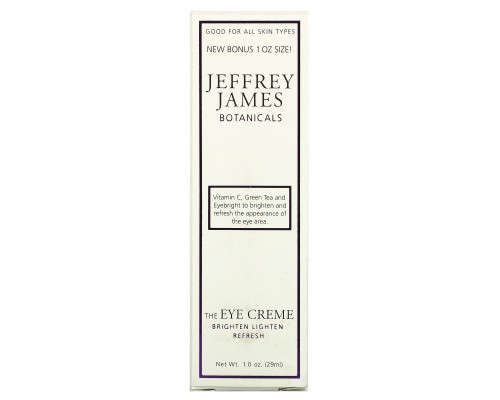 GOOD FOR ALL SKIN TYPES
NEW BONUS 1 OZ SIZE!
JEFFREY
JAMES
BOTANICALS
Vitamin C, Green Tea and
Eyebright to brighten and
refresh the appearance of
the eye area.
THE EYE CREME
BRIGHTEN LIGHTEN
REFRESH
Net Wt. 1.0 oz. (29ml)